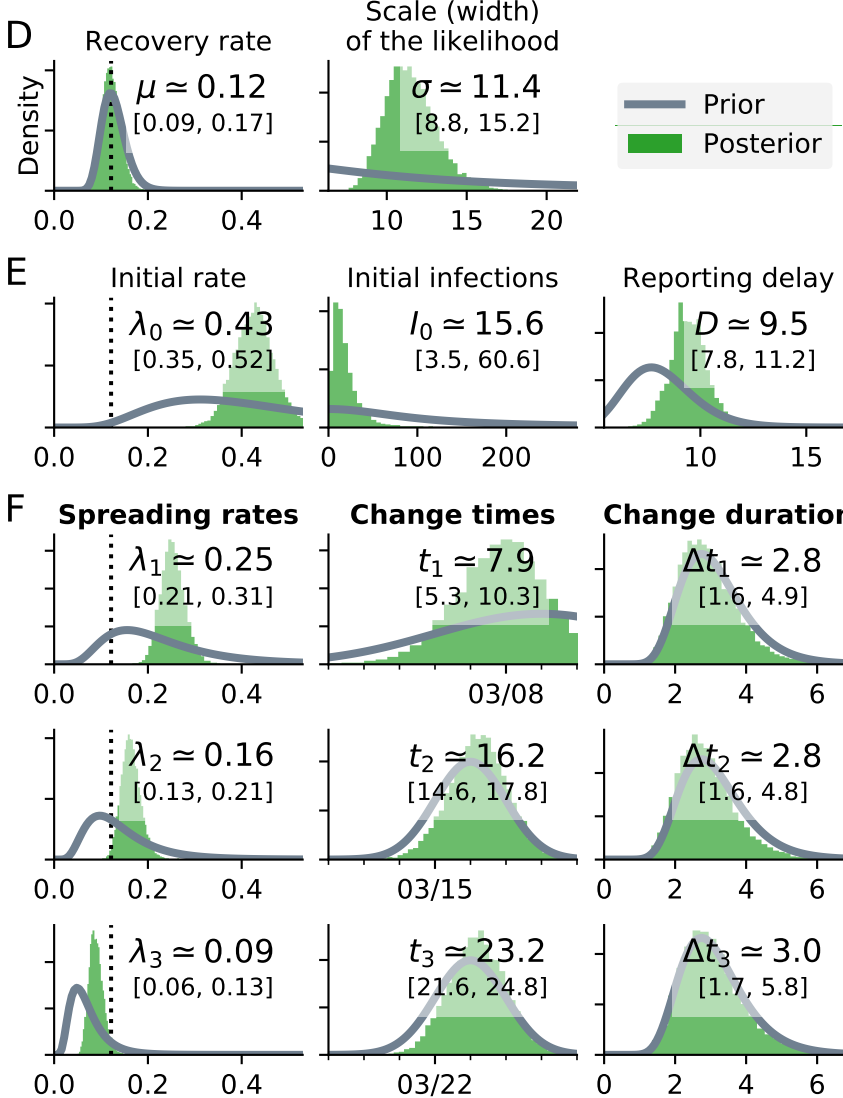 D
Recovery rate
Scale (width)
of the likelihood
Density
μ ≃ 0.12
[0.09, 0.17]
σ ≃ 11.4
[8.8, 15.2]
Prior
Posterior
0.0 0.2 0.4
10 15 20
E
Initial rate
Initial infections
Reporting delay
λ0 ≃ 0.43
[0.35, 0.52]
I0 ≃ 15.6
[3.5, 60.6]
D ≃ 9.5
[7.8, 11.2]
0.0 0.2 0.4
0 100 200
10 15
F
Spreading rates
Change times
Change duration
λ1 ≃ 0.25
[0.21, 0.31]
t1 ≃ 7.9
[5.3, 10.3]
Δt1 ≃ 2.8
[1.6, 4.9]
0.0 0.2 0.4
03/08
2 4 6
λ2 ≃ 0.16
[0.13, 0.21]
t2 ≃ 16.2
[14.6, 17.8]
Δt2 ≃ 2.8
[1.6, 4.8]
0.0 0.2 0.4
03/15
2 4 6
λ3 ≃ 0.09
[0.06, 0.13]
t3 ≃ 23.2
[21.6, 24.8]
Δt3 ≃ 3.0
[1.7, 5.8]
0.0 0.2 0.4
03/22
2 4 6